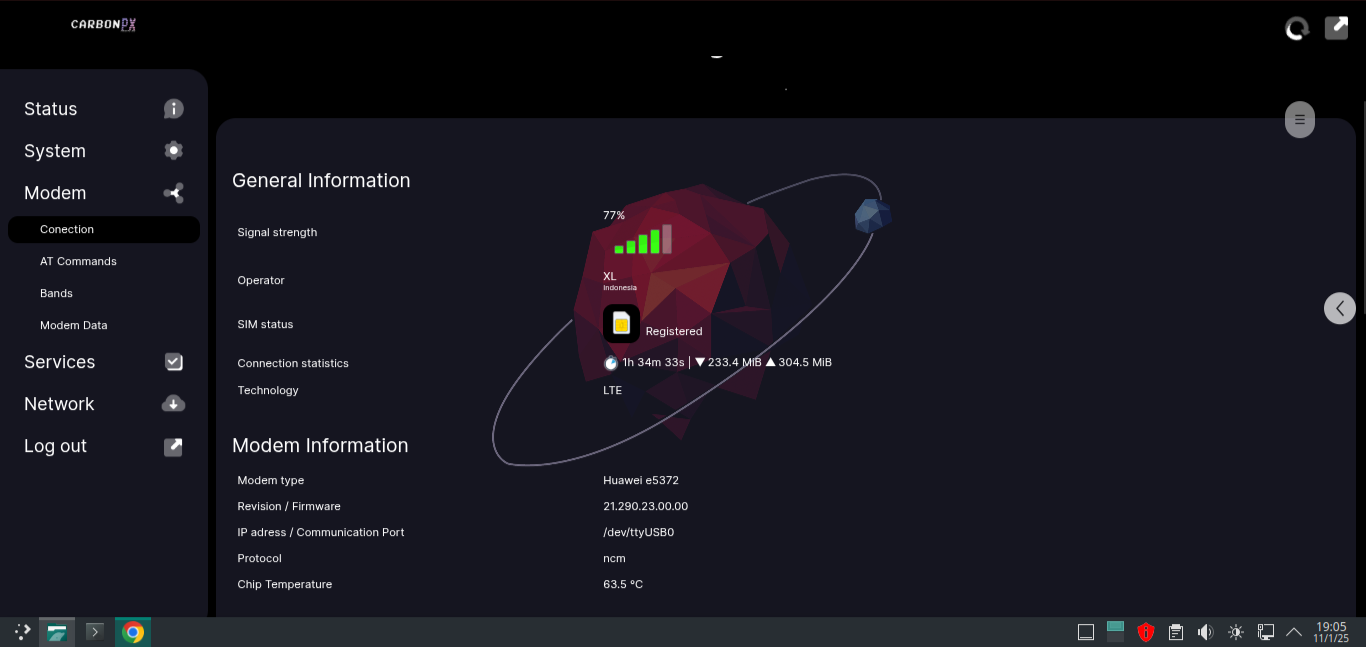 CARBONPX
Status
System
Modem
Conection
AT Commands
Bands
Modem Data
Services
Network
Log out
General Information
Signal strength
77%
Operator
XL
Indonesia
SIM status
Registered
Connection statistics
1h 34m 33s | ▼233.4 MiB ▲304.5 MiB
Technology
LTE
Modem Information
Modem type
Huawei e5372
Revision / Firmware
21.290.23.00.00
IP adress / Communication Port
/dev/ttyUSB0
Protocol
ncm
Chip Temperature
63.5 °C
19:05
11/1/25